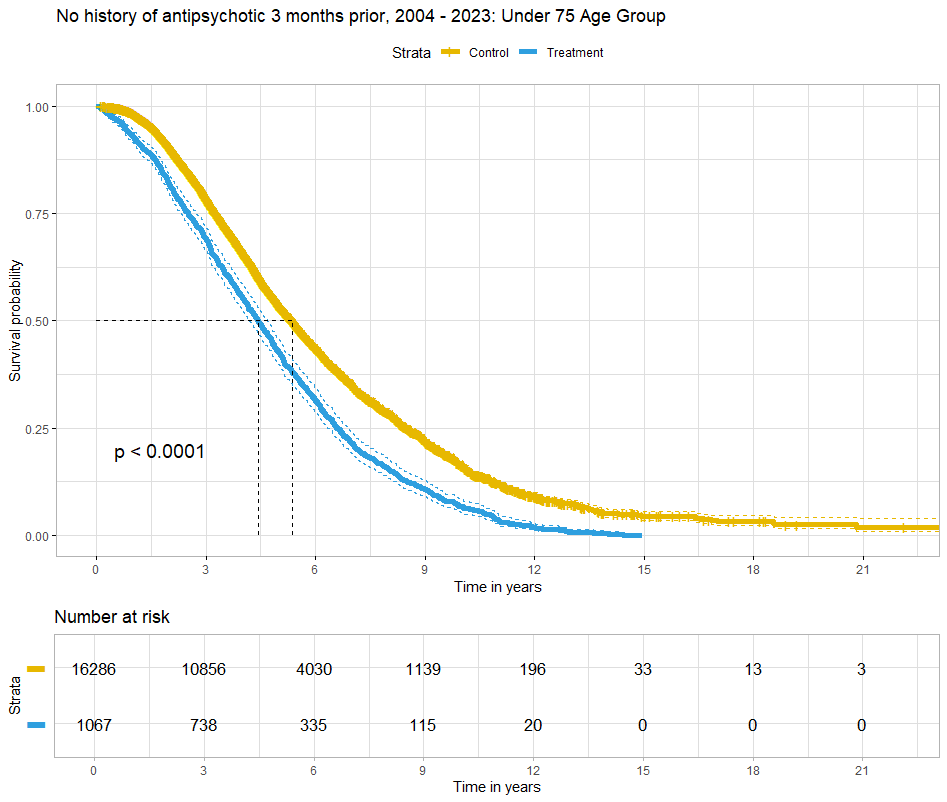 No history of antipsychotic 3 months prior, 2004 - 2023: Under 75 Age Group
Strata Control Treatment
1.00
0.75
0.50
0.25
0.00
Survival probability
p < 0.0001
0 3 6 9 12 15 18 21
Time in years
Number at risk
Strata
16286 10856 4030 1139 196 33 13 3
1067 738 335 115 20 0 0 0
0 3 6 9 12 15 18 21
Time in years